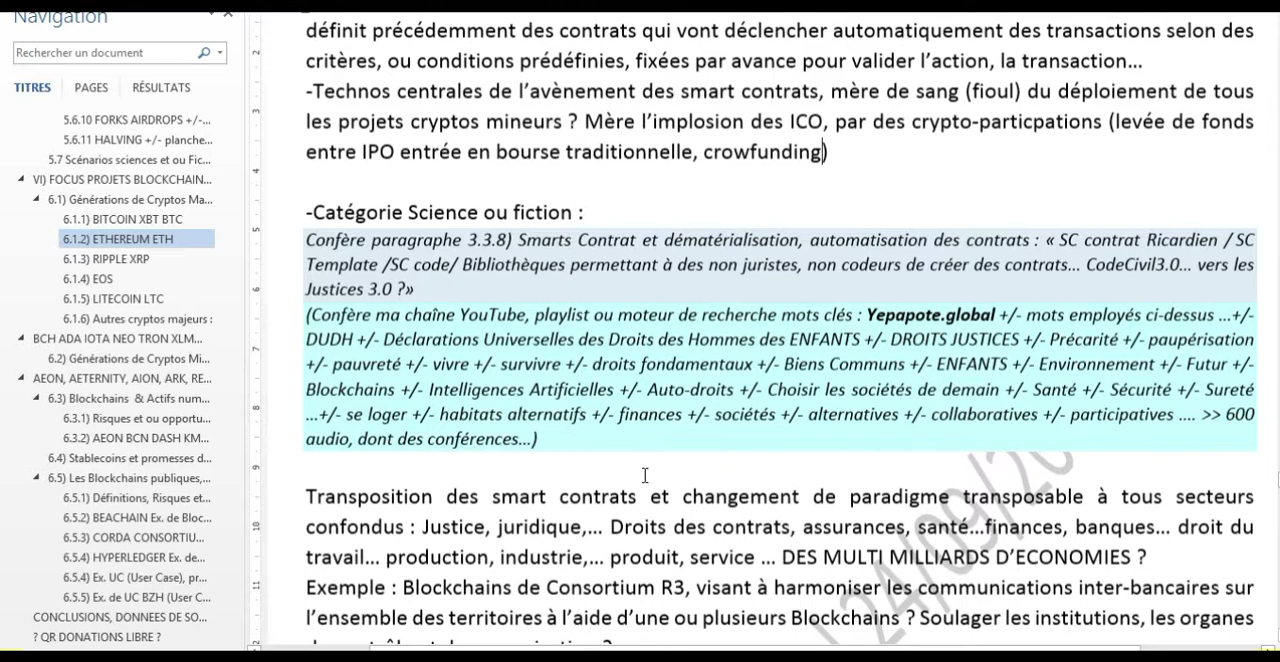 Navigation
Rechercher un document
TITRES PAGES RÉSULTATS
5.6.10 FORKS AIRDROPS +/-...
5.6.11 HALVING +/- planche...
5.7 Scénarios sciences et ou Fic...
VI) FOCUS PROJETS BLOCKCHAIN...
6.1) Générations de Cryptos Ma...
6.1.1) BITCOIN XBT BTC
6.1.2) ETHEREUM ETH
6.1.3) RIPPLE XRP
6.1.4) EOS
6.1.5) LITECOIN LTC
6.1.6) Autres cryptos majeurs :
BCH ADA IOTA NEO TRON XLM...
6.2) Générations de Cryptos Mi...
AEON, AETERNITY, AION, ARK, RE...
6.3) Blockchains & Actifs num...
6.3.1) Risques et ou opportu...
6.3.2) AEON BCN DASH KM...
6.4) Stablecoins et promesses d...
6.5) Les Blockchains publiques,...
6.5.1) Définitions, Risques et...
6.5.2) BEACHAIN Ex. de Bloc...
6.5.3) CORDA CONSORTIU...
6.5.4) HYPERLEDGER Ex. de...
6.5.4) Ex. UC (User Case), pr...
6.5.5) Ex. de UC BZH (User C...
CONCLUSIONS, DONNEES DE SO...
? QR DONATIONS LIBRE ?
définit précédemment des contrats qui vont déclencher automatiquement des transactions selon des
critères, ou conditions prédéfinies, fixées par avance pour valider l'action, la transaction...
-Technos centrales de l'avènement des smart contrats, mère de sang (fioul) du déploiement de tous
les projets cryptos mineurs ? Mère l'implosion des ICO, par des crypto-particpations (levée de fonds
entre IPO entrée en bourse traditionnelle, crowfunding)
-Catégorie Science ou fiction :
Confère paragraphe 3.3.8) Smarts Contrat et dématérialisation, automatisation des contrats : « SC contrat Ricardien / SC
Template /SC code/ Bibliothèques permettant à des non juristes, non codeurs de créer des contrats... CodeCivil3.0... vers les
Justices 3.0 ?»
(Confère ma chaîne YouTube, playlist ou moteur de recherche mots clés : Yepapote.global +/- mots employés ci-dessus ...+/-
DUDH +/- Déclarations Universelles des Droits des Hommes des ENFANTS +/- DROITS JUSTICES +/- Précarité +/- paupérisation
+/- pauvreté +/- vivre +/- survivre +/- droits fondamentaux +/- Biens Communs +/- ENFANTS +/- Environnement +/- Futur +/-
Blockchains +/- Intelligences Artificielles +/- Auto-droits +/- Choisir les sociétés de demain +/- Santé +/- Sécurité +/- Sureté
...+/- se loger +/- habitats alternatifs +/- finances +/- sociétés +/- alternatives +/- collaboratives +/- participatives .... >> 600
audio, dont des conférences...)
Transposition des smart contrats et changement de paradigme transposable à tous secteurs
confondus : Justice, juridique,... Droits des contrats, assurances, santé...finances, banques... droit du
travail... production, industrie,... produit, service ... DES MULTI MILLIARDS D'ECONOMIES ?
Exemple : Blockchains de Consortium R3, visant à harmoniser les communications inter-bancaires sur
l'ensemble des territoires à l'aide d'une ou plusieurs Blockchains ? Soulager les institutions, les organes